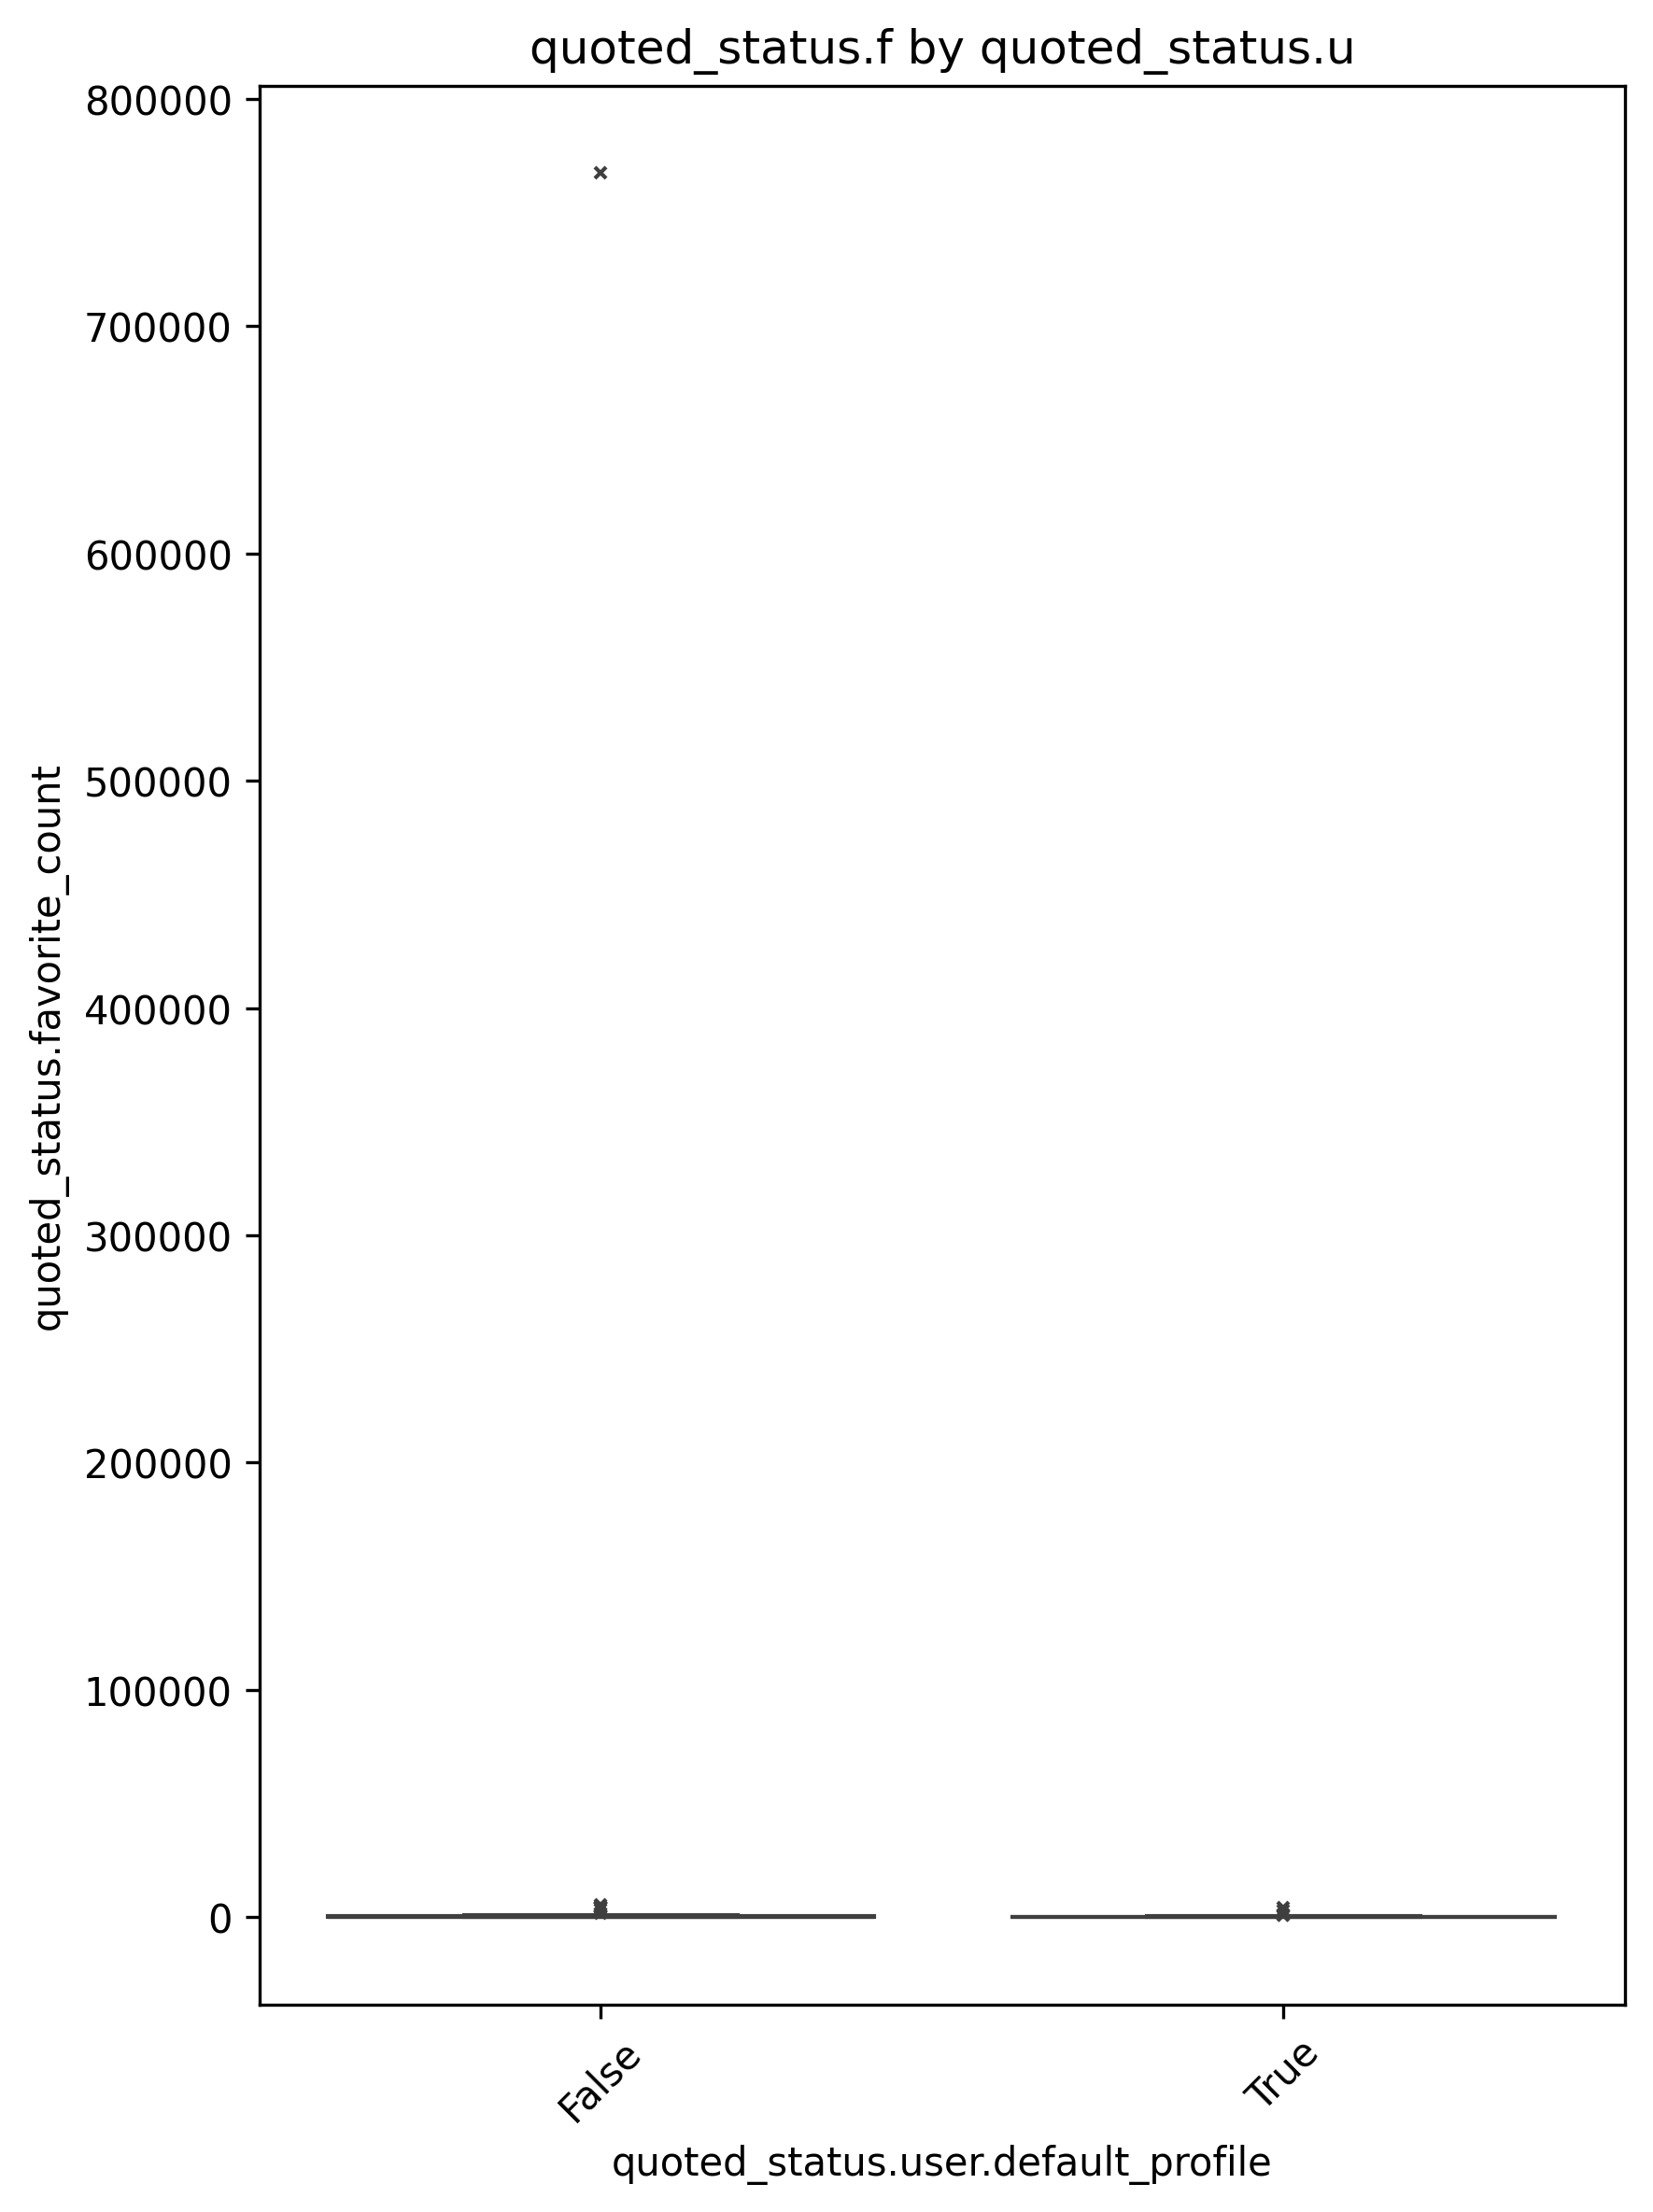 quoted_status.f by quoted_status.u
800000
700000
600000
500000
400000
300000
200000
100000
0
quoted_status.favorite_count
False
True
quoted_status.user.default_profile